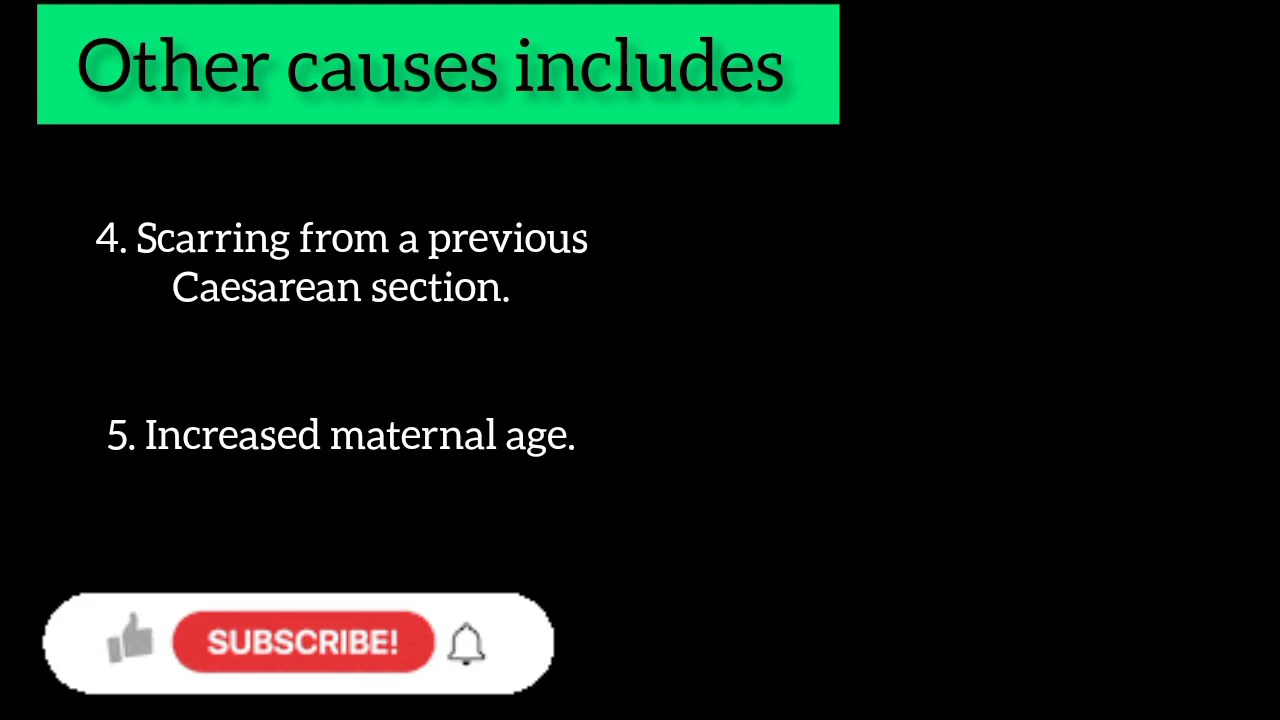 Other causes includes
4. Scarring from a previous
Caesarean section.
5. Increased maternal age.
SUBSCRIBE!